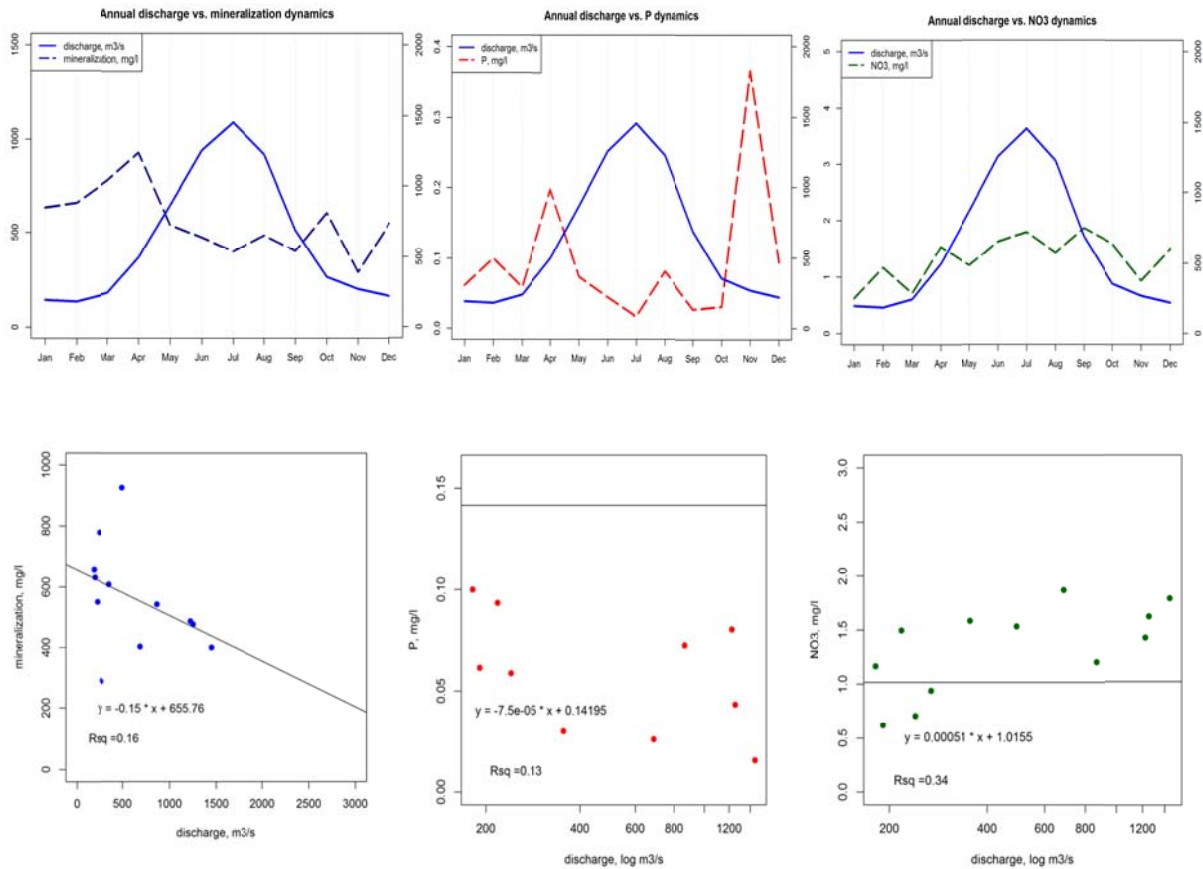 Annual discharge vs. mineralization dynamics
discharge, m3/s
mineralization, mg/l
1500
1000
500
0
2000
1500
1000
500
0
Jan Feb Mar Apr May Jun Jul Aug Sep Oct Nov Dec
Annual discharge vs. P dynamics
discharge, m3/s
P, mg/l
0.4
0.3
0.2
0.1
0.0
2000
1500
1000
500
0
Jan Feb Mar Apr May Jun Jul Aug Sep Oct Nov Dec
Annual discharge vs. NO3 dynamics
discharge, m3/s
NO3, mg/l
5
4
3
2
1
0
2000
1500
1000
500
0
Jan Feb Mar Apr May Jun Jul Aug Sep Oct Nov Dec
mineralization, mg/l
1000
800
600
400
200
0
y = -0.15 * x + 655.76
Rsq =0.16
0 500 1000 1500 2000 2500 3000
discharge, m3/s
P, mg/l
0.15
0.10
0.05
0.00
y = -7.5e-05 * x + 0.14195
Rsq =0.13
200 400 600 800 1200
discharge, log m3/s
NO3, mg/l
3.0
2.5
2.0
1.5
1.0
0.5
0.0
y = 0.00051 * x + 1.0155
Rsq =0.34
200 400 600 800 1200
discharge, log m3/s